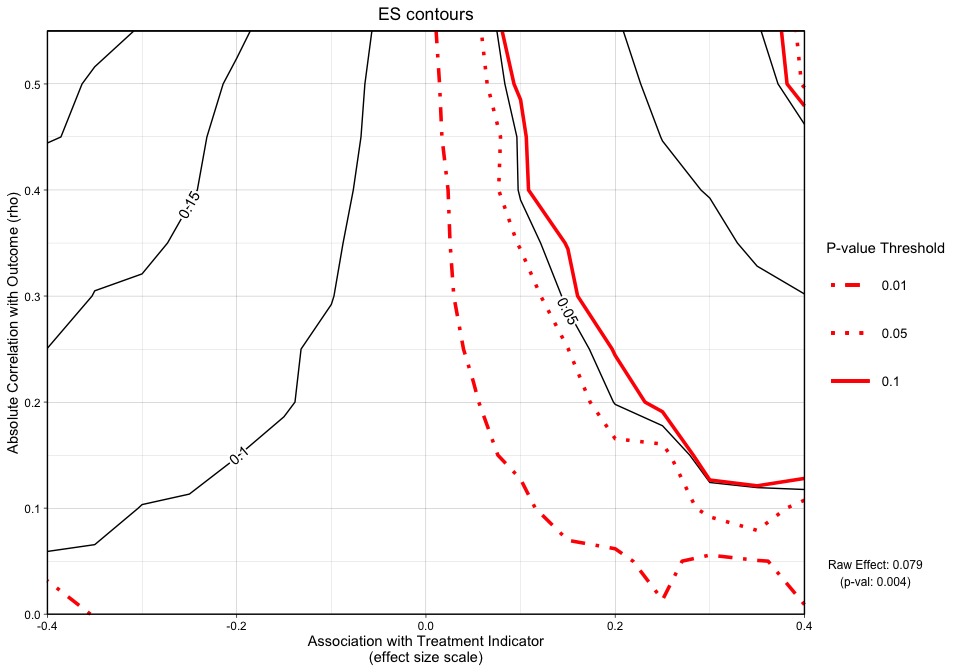 ES contours
Absolute Correlation with Outcome (rho)
0.5
0.4
0.3
0.2
0.1
0.0
-0.4
-0.2
0.0
0.2
0.4
0.15
0.1
0.05
Association with Treatment Indicator
(effect size scale)
P-value Threshold
0.01
0.05
0.1
Raw Effect: 0.079
(p-val: 0.004)